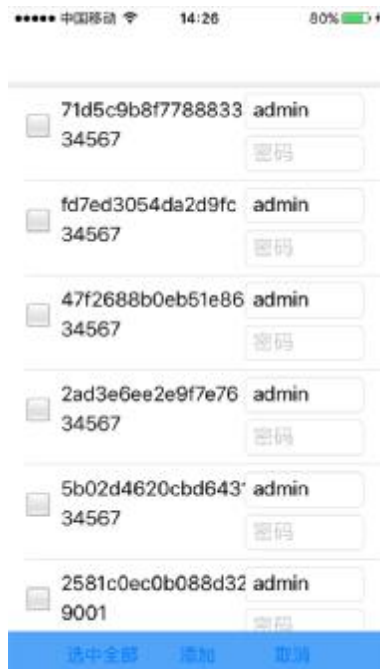 中国移动 14:26 80%
71d5c9b8f7788833 admin
34567 密码
fd7ed3054da2d9fc admin
34567 密码
47f2688b0eb51e86 admin
34567 密码
2ad3e6ee2e9f7e76 admin
34567 密码
5b02d4620cbd643 admin
34567 密码
2581c0ec0b088d32 admin
9001 密码
选中全部 添加 取消